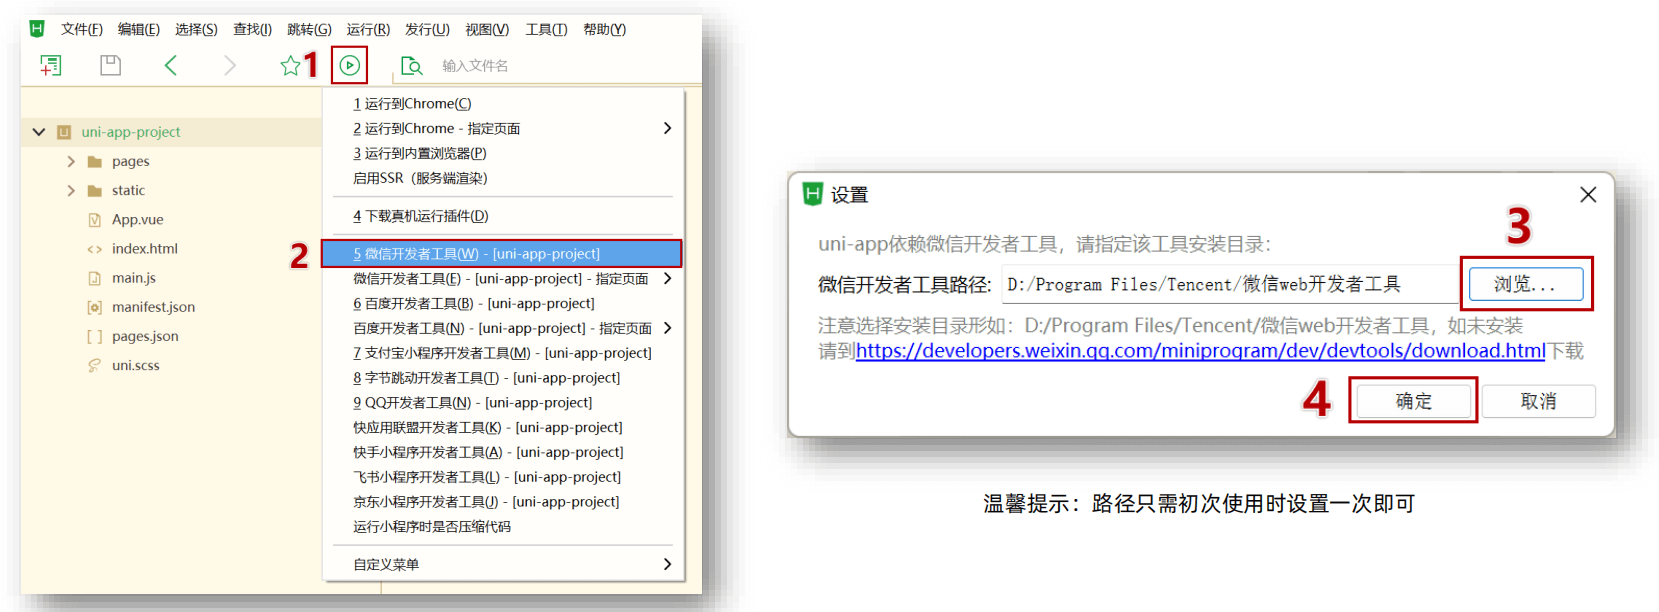 文件(F) 编辑(E) 选择(S) 查找(I) 跳转(G) 运行(R) 发行(U) 视图(V) 工具(T) 帮助(Y)
1
输入文件名
uni-app-project
pages
static
App.vue
index.html
main.js
manifest.json
pages.json
uni.scss
1 运行到Chrome(C)
2 运行到Chrome - 指定页面
3 运行到内置浏览器(P)
启用SSR（服务端渲染）
4 下载真机运行插件(D)
2
5 微信开发者工具(W) - [uni-app-project]
微信开发者工具(F) - [uni-app-project] - 指定页面
6 百度开发者工具(B) - [uni-app-project]
百度开发者工具(N) - [uni-app-project] - 指定页面
7 支付宝小程序开发者工具(M) - [uni-app-project]
8 字节跳动开发者工具(T) - [uni-app-project]
9 QQ开发者工具(N) - [uni-app-project]
快应用联盟开发者工具(K) - [uni-app-project]
快手小程序开发者工具(A) - [uni-app-project]
飞书小程序开发者工具(L) - [uni-app-project]
京东小程序开发者工具(J) - [uni-app-project]
运行小程序时是否压缩代码
自定义菜单
H 设置
uni-app依赖微信开发者工具，请指定该工具安装目录：
3
微信开发者工具路径: D:/Program Files/Tencent/微信web开发者工具 浏览...
注意选择安装目录形如：D:/Program Files/Tencent/微信web开发者工具，如未安装
请到https://developers.weixin.qq.com/miniprogram/dev/devtools/download.html下载
4 确定 取消
温馨提示：路径只需初次使用时设置一次即可